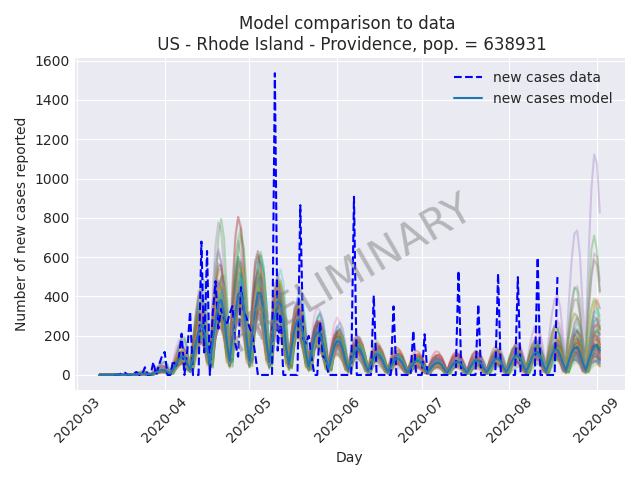 Model comparison to data
US - Rhode Island - Providence, pop. = 638931
Number of new cases reported
1600
1400
1200
1000
800
600
400
200
0
new cases data
new cases model
PRELIMINARY
2020-03
2020-04
2020-05
2020-06
2020-07
2020-08
2020-09
Day